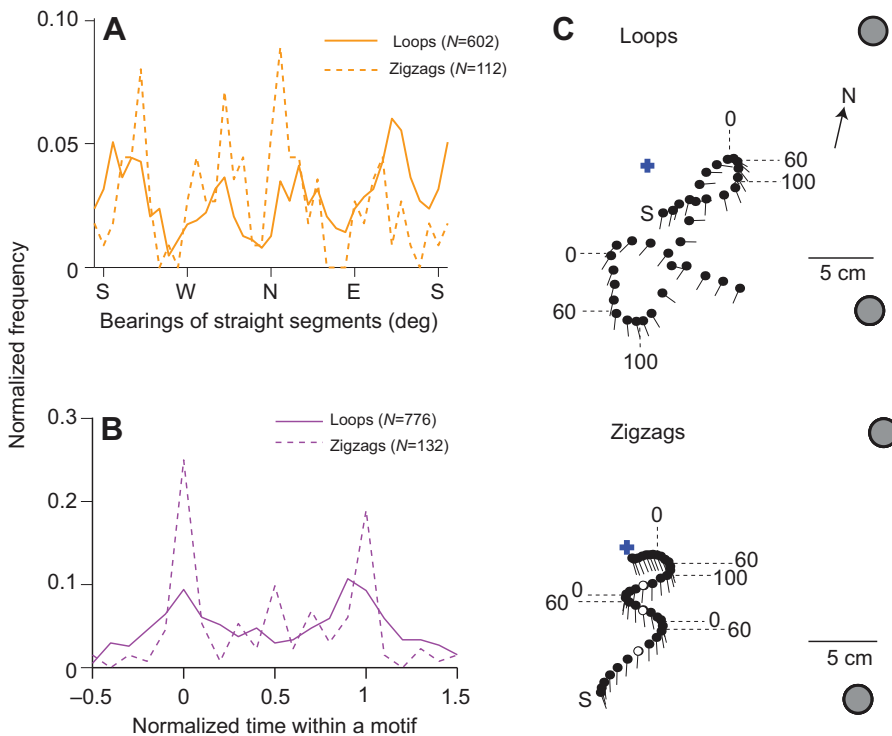 A
Loops (N=602)
Zigzags (N=112)
0.10
0.05
0
S W N E S
Bearings of straight segments (deg)
Normalized frequency
B
Loops (N=776)
Zigzags (N=132)
0.3
0.2
0.1
0
–0.5 0 0.5 1 1.5
Normalized time within a motif
C
Loops
N
0
60
100
S
0
60
100
5 cm
Zigzags
0
60
100
0
60
0
60
S
5 cm